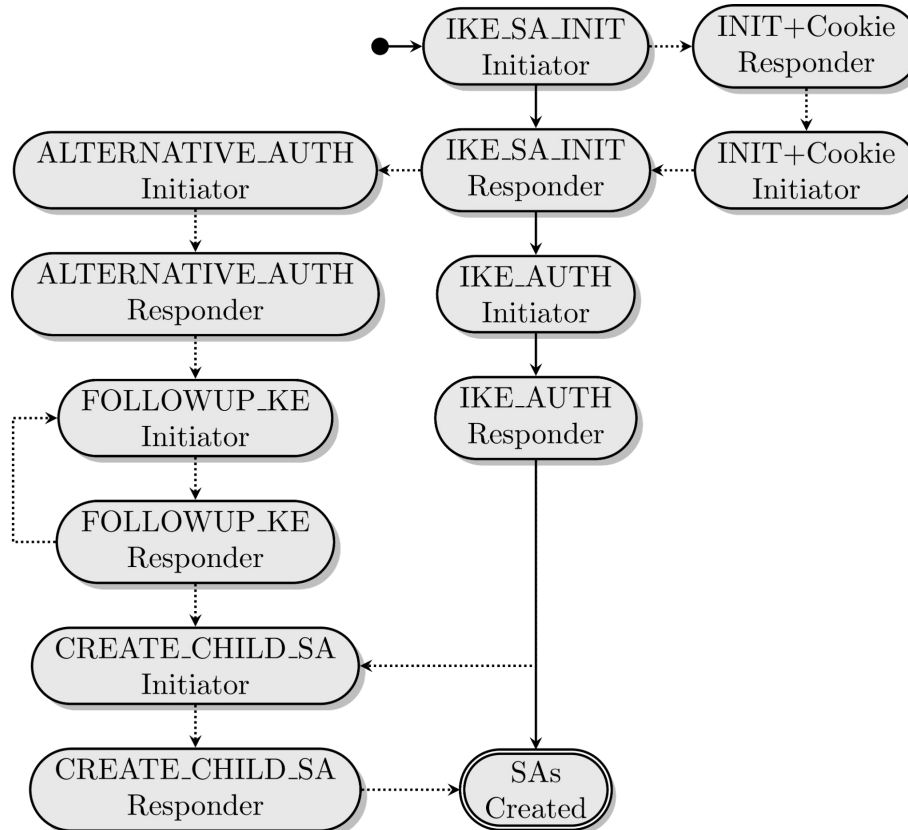 IKE_SA_INIT
Initiator
INIT+Cookie
Responder
ALTERNATIVE_AUTH
Initiator
IKE_SA_INIT
Responder
INIT+Cookie
Initiator
ALTERNATIVE_AUTH
Responder
IKE_AUTH
Initiator
FOLLOWUP_KE
Initiator
IKE_AUTH
Responder
FOLLOWUP_KE
Responder
CREATE_CHILD_SA
Initiator
CREATE_CHILD_SA
Responder
SAs
Created